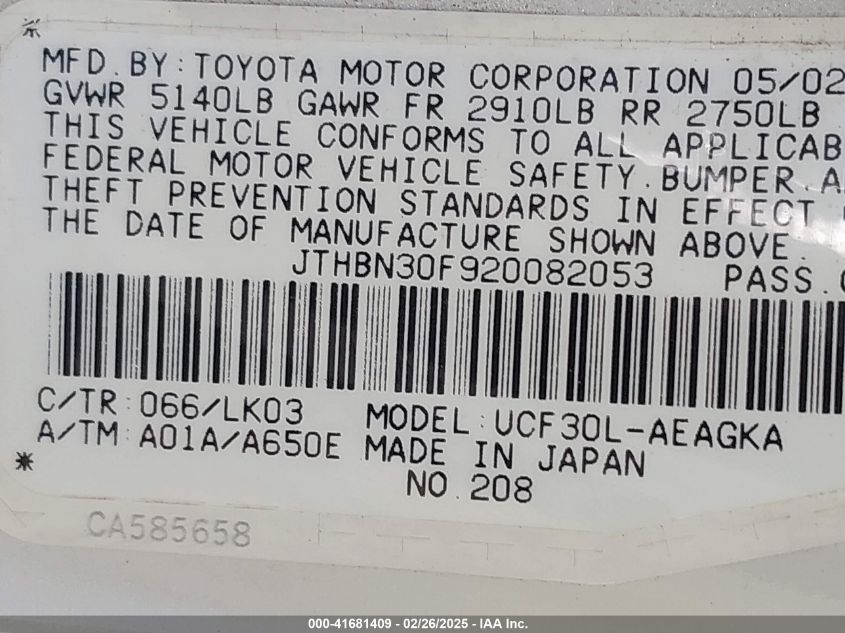 MFD. BY: TOYOTA MOTOR CORPORATION 05/02
GVWR 5140LB GAWR FR 2910LB RR 2750LB
THIS VEHICLE CONFORMS TO ALL APPLICAB
FEDERAL MOTOR VEHICLE SAFETY. BUMPER. A
THEFT PREVENTION STANDARDS IN EFFECT
THE DATE OF MANUFACTURE SHOWN ABOVE.
JTHBN30F920082053 PASS. C
C/TR: 066/LK03 MODEL: UCF30L-AEAGKA
A/TM: A01A/A650E MADE IN JAPAN
NO. 208
CA585658
000-41681409 - 02/26/2025 - IAA Inc.